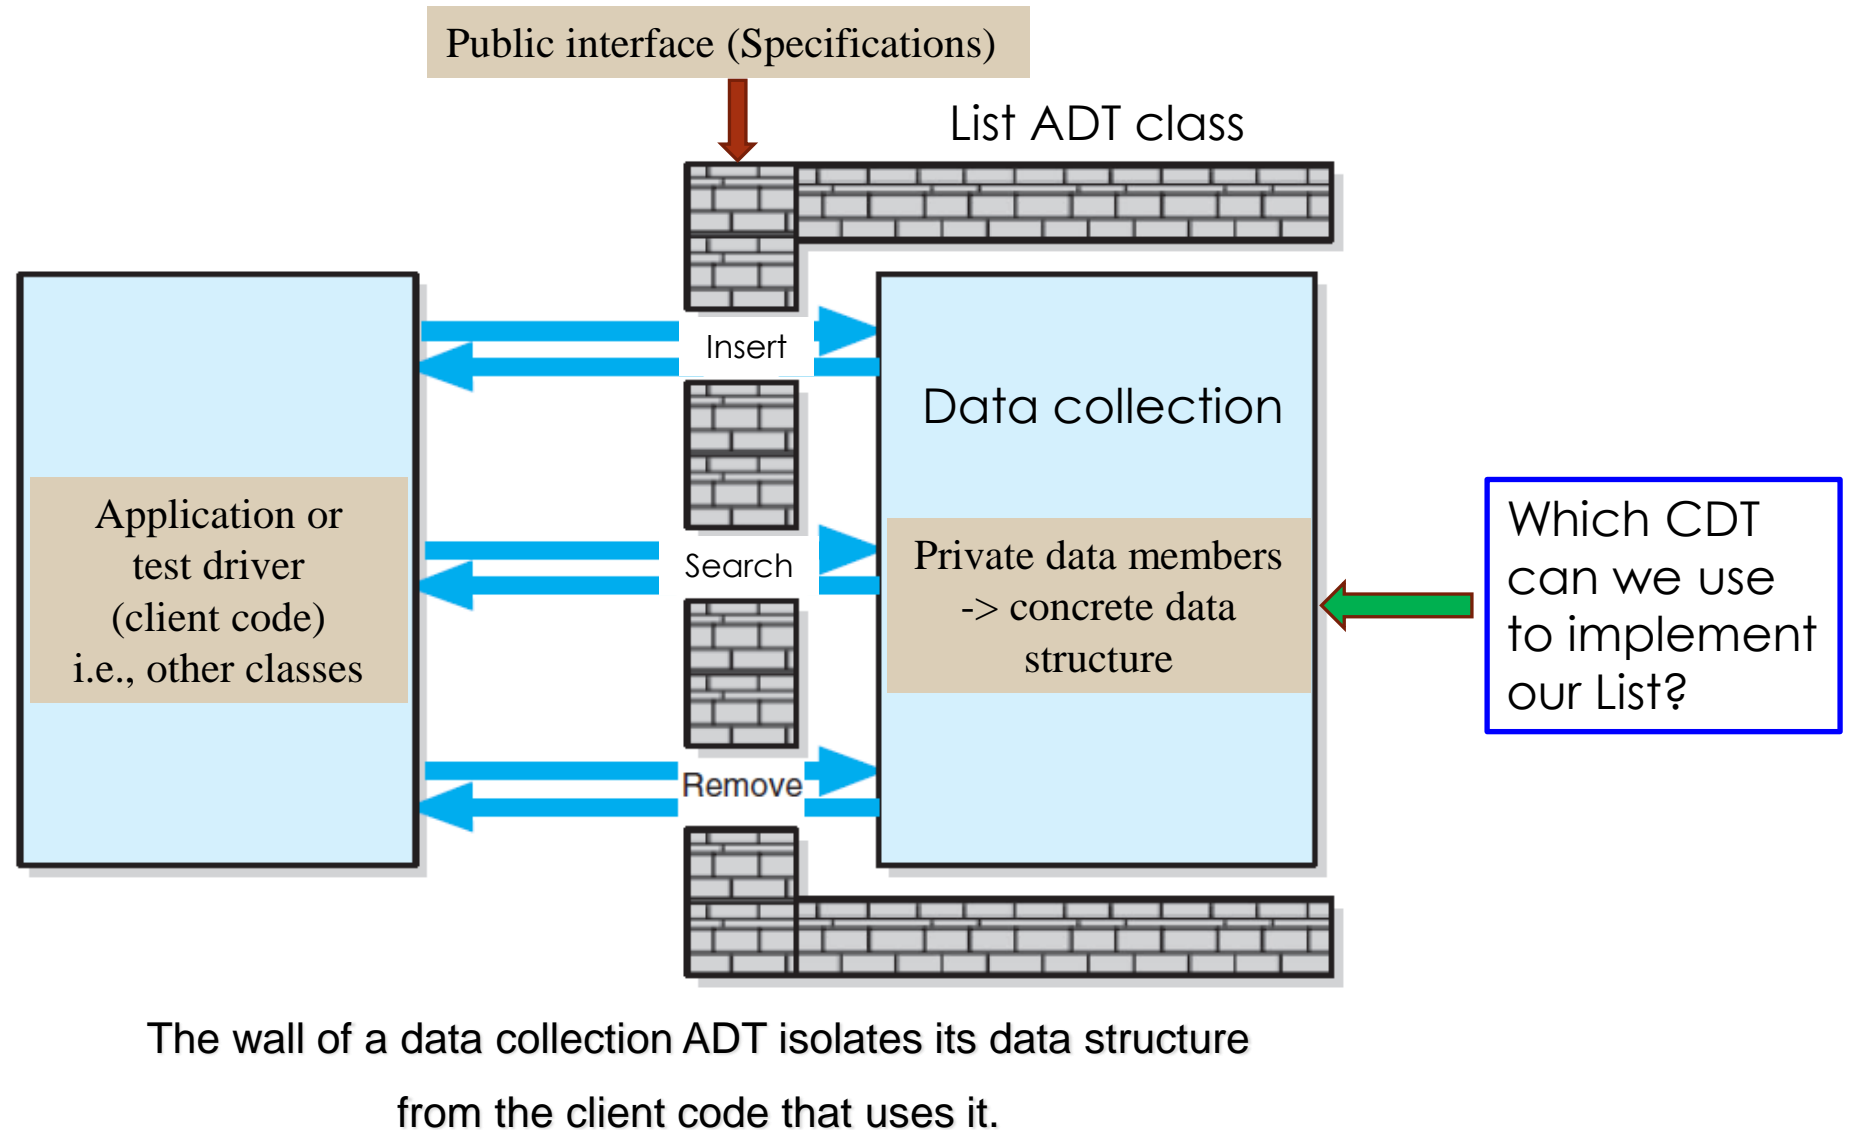 Public interface (Specifications)
List ADT class
Insert
Data collection
Application or
test driver
(client code)
i.e., other classes
Search
Private data members
-> concrete data
structure
Which CDT
can we use
to implement
our List?
Remove
The wall of a data collection ADT isolates its data structure
from the client code that uses it.